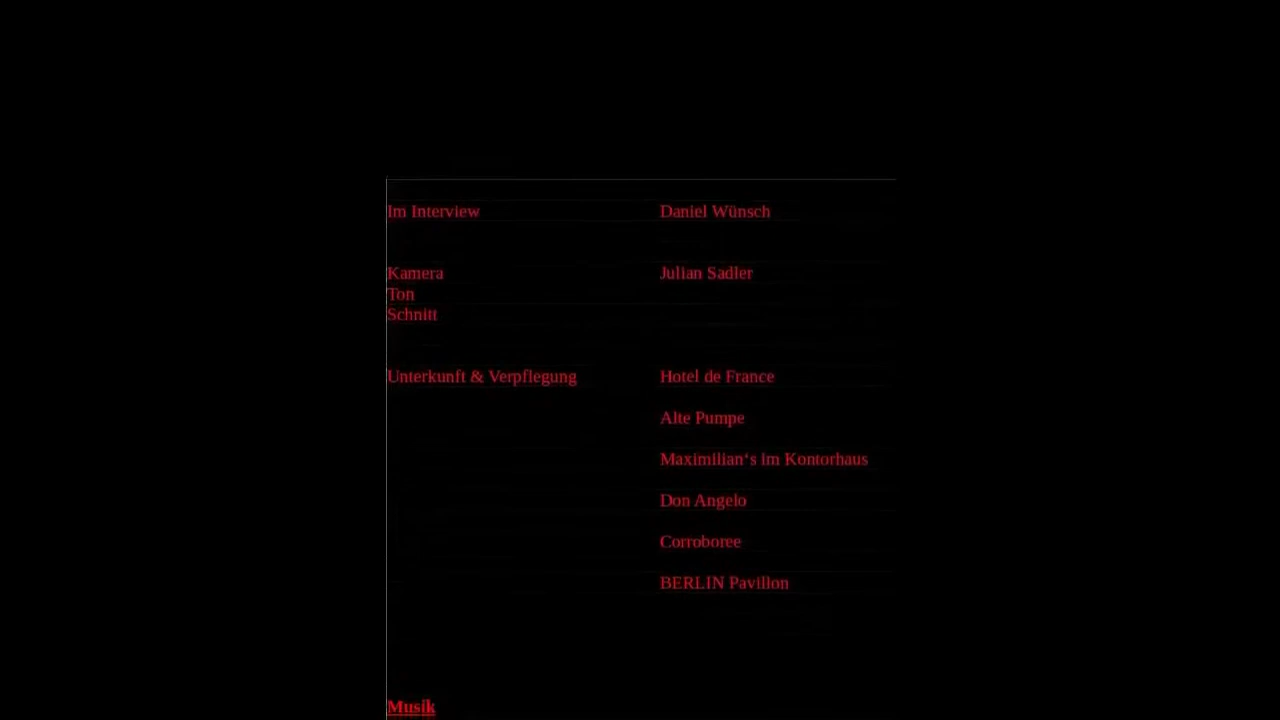 Im Interview Daniel Wünsch
Kamera Julian Sadler
Ton
Schnitt
Unterkunft & Verpflegung Hotel de France
Alte Pumpe
Maximilian‘s im Kontorhaus
Don Angelo
Corroboree
BERLIN Pavillon
Musik